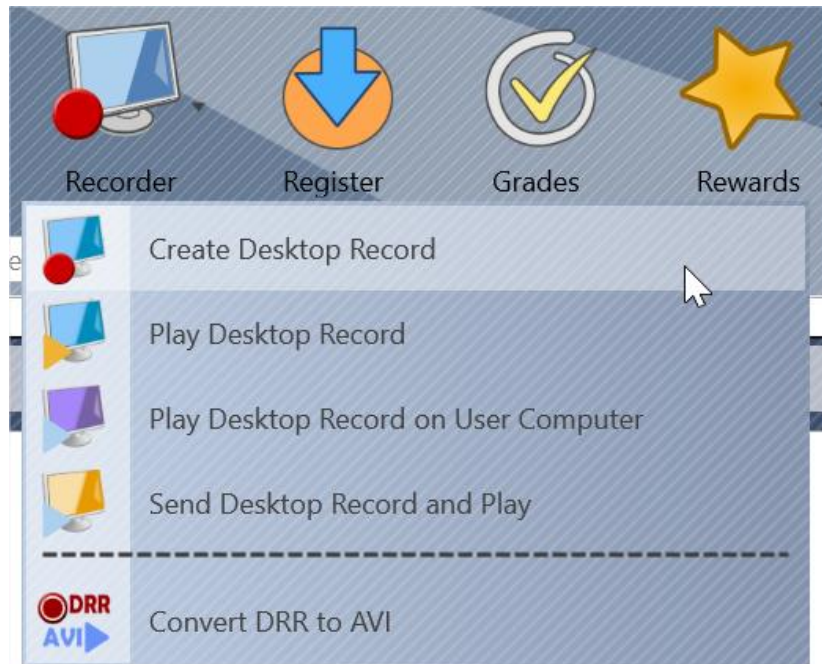 Recorder Register Grades Rewards
e
Create Desktop Record
Play Desktop Record
Play Desktop Record on User Computer
Send Desktop Record and Play
DRR
AVI
Convert DRR to AVI